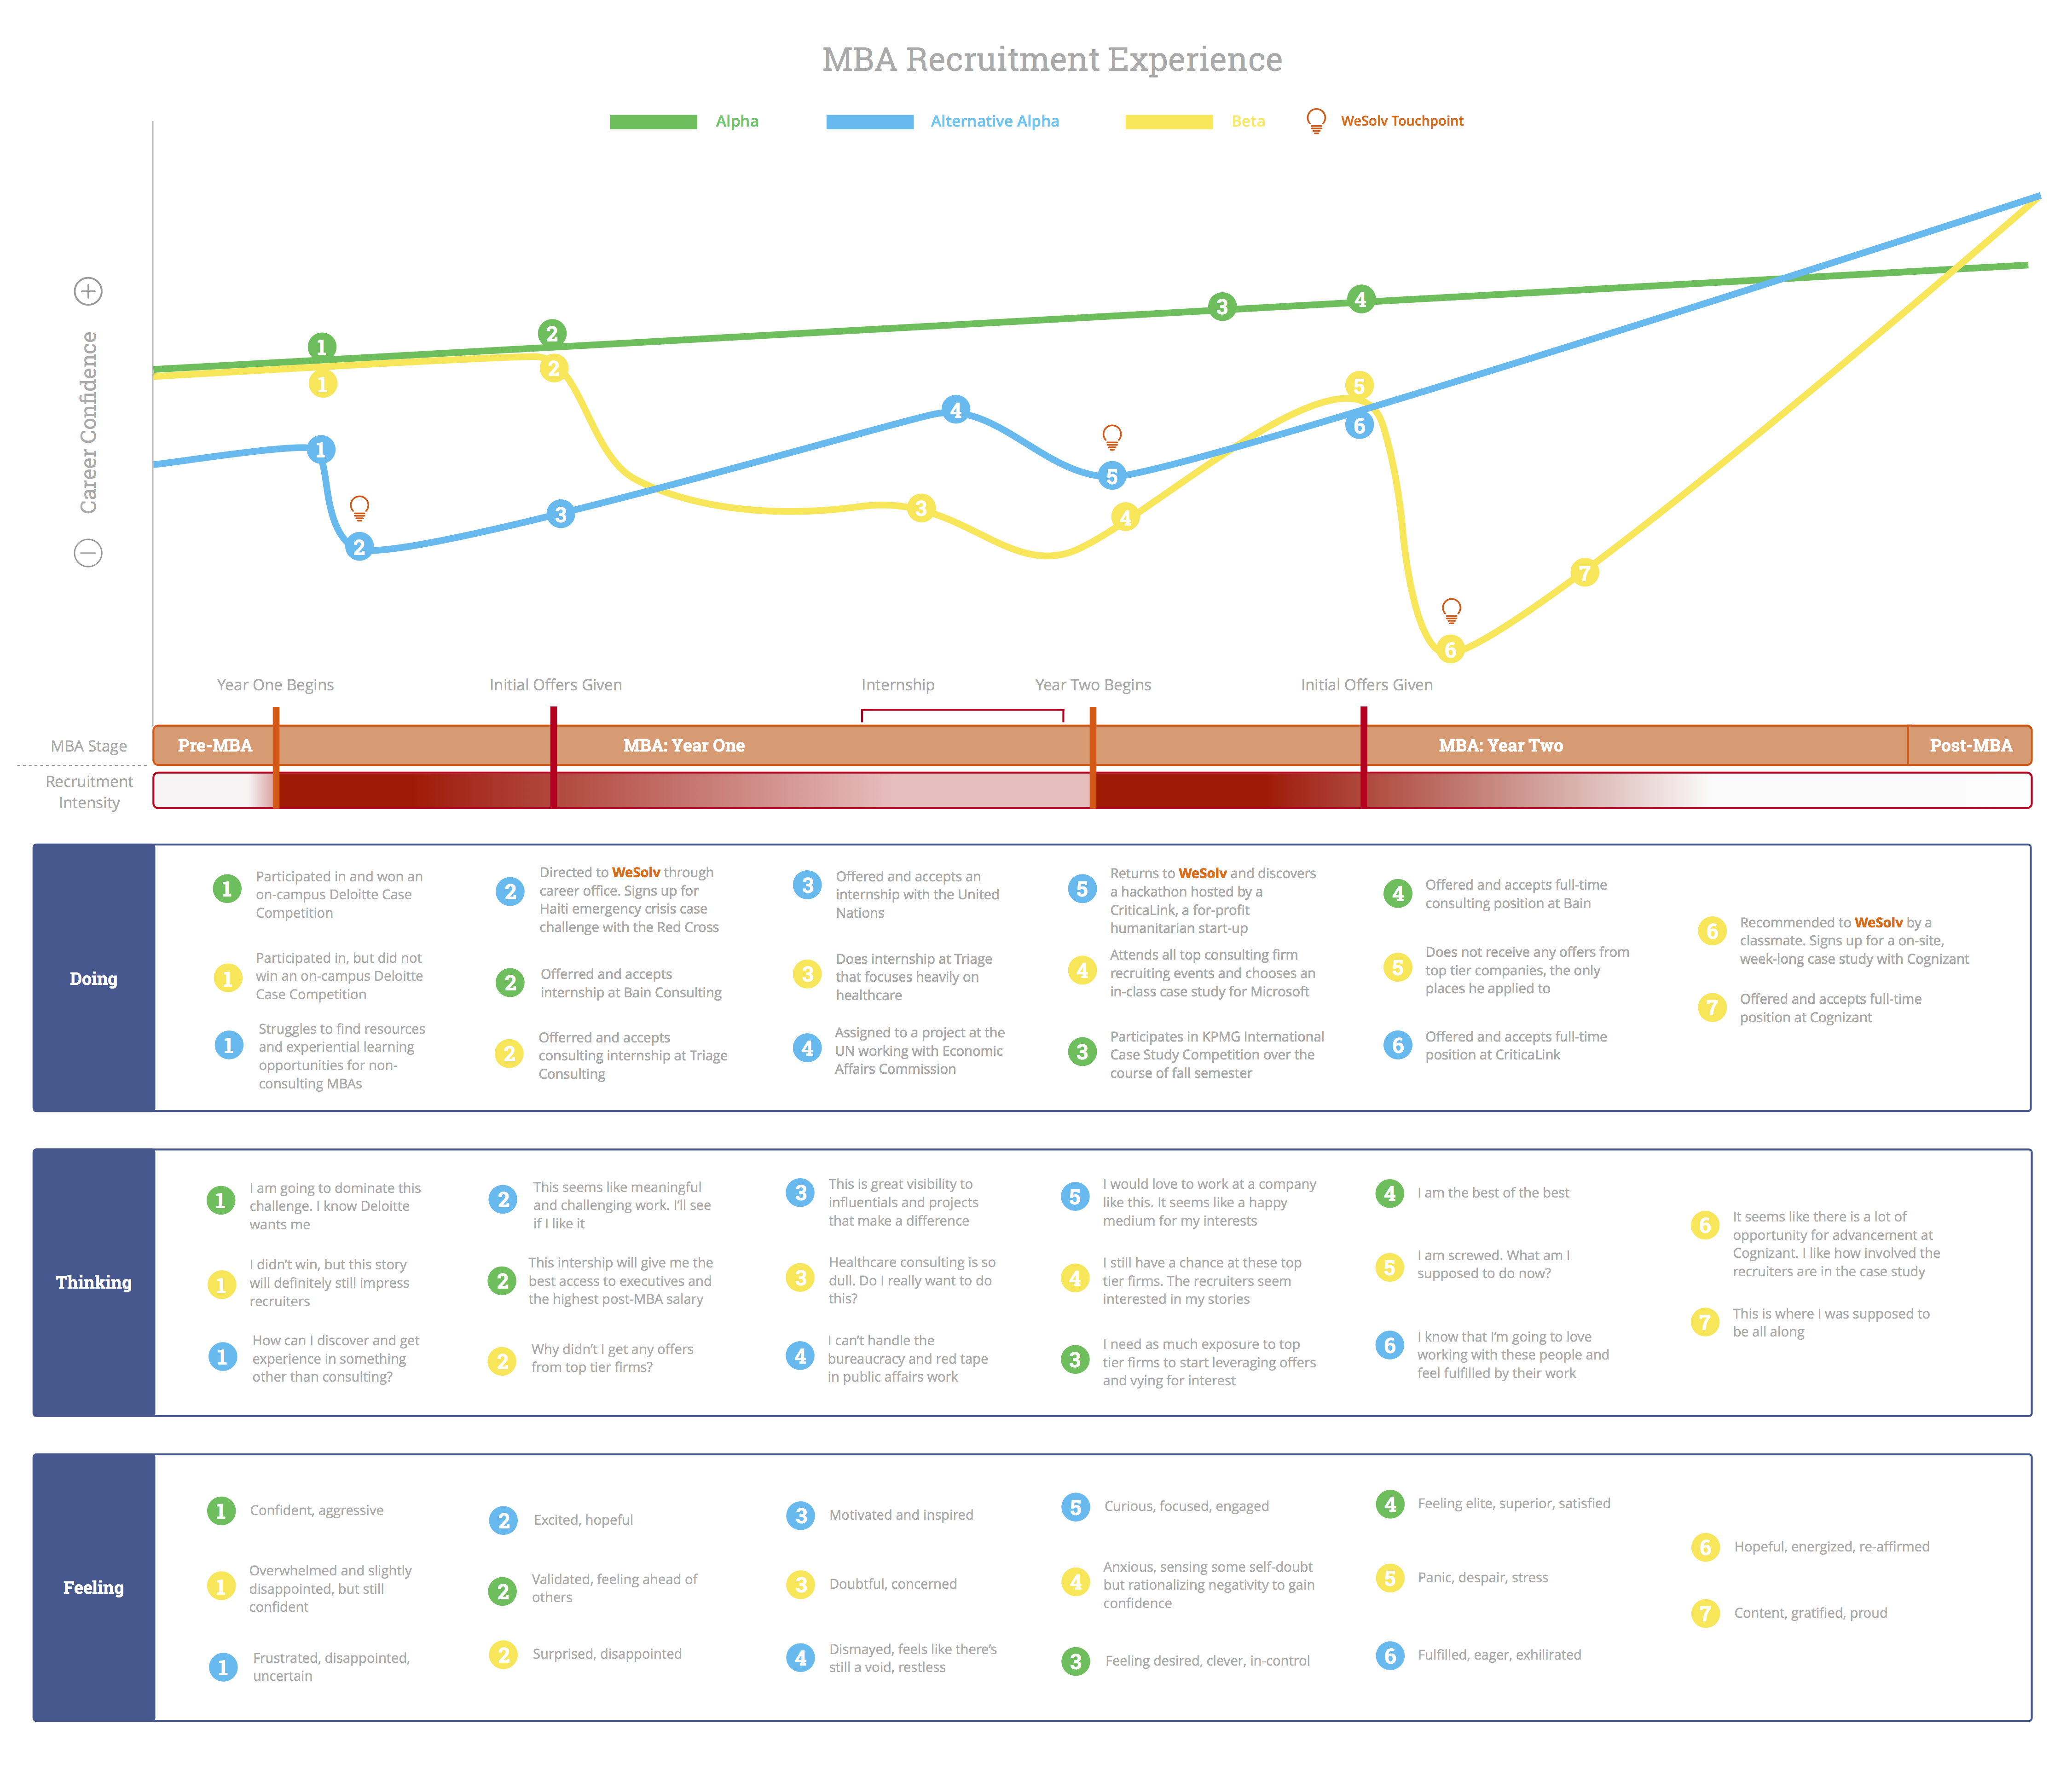 MBA Recruitment Experience
Alpha
Alternative Alpha
Beta
WeSolv Touchpoint
Career Confidence
1
2
3
4
1
2
3
4
5
6
7
1
2
3
4
5
6
Year One Begins
Initial Offers Given
Internship
Year Two Begins
Initial Offers Given
MBA Stage
Pre-MBA
MBA: Year One
MBA: Year Two
Post-MBA
Recruitment
Intensity
Doing
1
Participated in and won an
on-campus Deloitte Case
Competition
1
Participated in, but did not
win an on-campus Deloitte
Case Competition
1
Struggles to find resources
and experiential learning
opportunities for non-
consulting MBAs
2
Directed to WeSolv through
career office. Signs up for
Haiti emergency crisis case
challenge with the Red Cross
2
Offerred and accepts
internship at Bain Consulting
2
Offerred and accepts
consulting internship at Triage
Consulting
3
Offered and accepts an
internship with the United
Nations
3
Does internship at Triage
that focuses heavily on
healthcare
4
Assigned to a project at the
UN working with Economic
Affairs Commission
5
Returns to WeSolv and discovers
a hackathon hosted by a
CriticaLink, a for-profit
humanitarian start-up
4
Attends all top consulting firm
recruiting events and chooses an
in-class case study for Microsoft
3
Participates in KPMG International
Case Study Competition over the
course of fall semester
4
Offered and accepts full-time
consulting position at Bain
5
Does not receive any offers from
top tier companies, the only
places he applied to
6
Offered and accepts full-time
position at CriticaLink
6
Recommended to WeSolv by a
classmate. Signs up for a on-site,
week-long case study with Cognizant
7
Offered and accepts full-time
position at Cognizant
Thinking
1
I am going to dominate this
challenge. I know Deloitte
wants me
1
I didn't win, but this story
will definitely still impress
recruiters
1
How can I discover and get
experience in something
other than consulting?
2
This seems like meaningful
and challenging work. I'll see
if I like it
2
This intership will give me the
best access to executives and
the highest post-MBA salary
2
Why didn't I get any offers
from top tier firms?
3
This is great visibility to
influentials and projects
that make a difference
3
Healthcare consulting is so
dull. Do I really want to do
this?
4
I can't handle the
bureaucracy and red tape
in public affairs work
5
I would love to work at a company
like this. It seems like a happy
medium for my interests
4
I still have a chance at these top
tier firms. The recruiters seem
interested in my stories
3
I need as much exposure to top
tier firms to start leveraging offers
and vying for interest
4
I am the best of the best
5
I am screwed. What am I
supposed to do now?
6
I know that I'm going to love
working with these people and
feel fulfilled by their work
6
It seems like there is a lot of
opportunity for advancement at
Cognizant. I like how involved the
recruiters are in the case study
7
This is where I was supposed to
be all along
Feeling
1
Confident, aggressive
1
Overwhelmed and slightly
disappointed, but still
confident
1
Frustrated, disappointed,
uncertain
2
Excited, hopeful
2
Validated, feeling ahead of
others
2
Surprised, disappointed
3
Motivated and inspired
3
Doubtful, concerned
4
Dismayed, feels like there's
still a void, restless
5
Curious, focused, engaged
4
Anxious, sensing some self-doubt
but rationalizing negativity to gain
confidence
3
Feeling desired, clever, in-control
4
Feeling elite, superior, satisfied
5
Panic, despair, stress
6
Fulfilled, eager, exhilirated
6
Hopeful, energized, re-affirmed
7
Content, gratified, proud